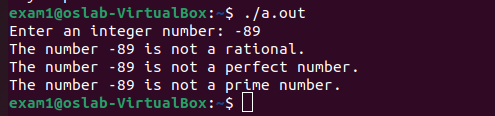 exam1@oslab-VirtualBox:~$ ./a.out
Enter an integer number: -89
The number -89 is not a rational.
The number -89 is not a perfect number.
The number -89 is not a prime number.
exam1@oslab-VirtualBox:~$